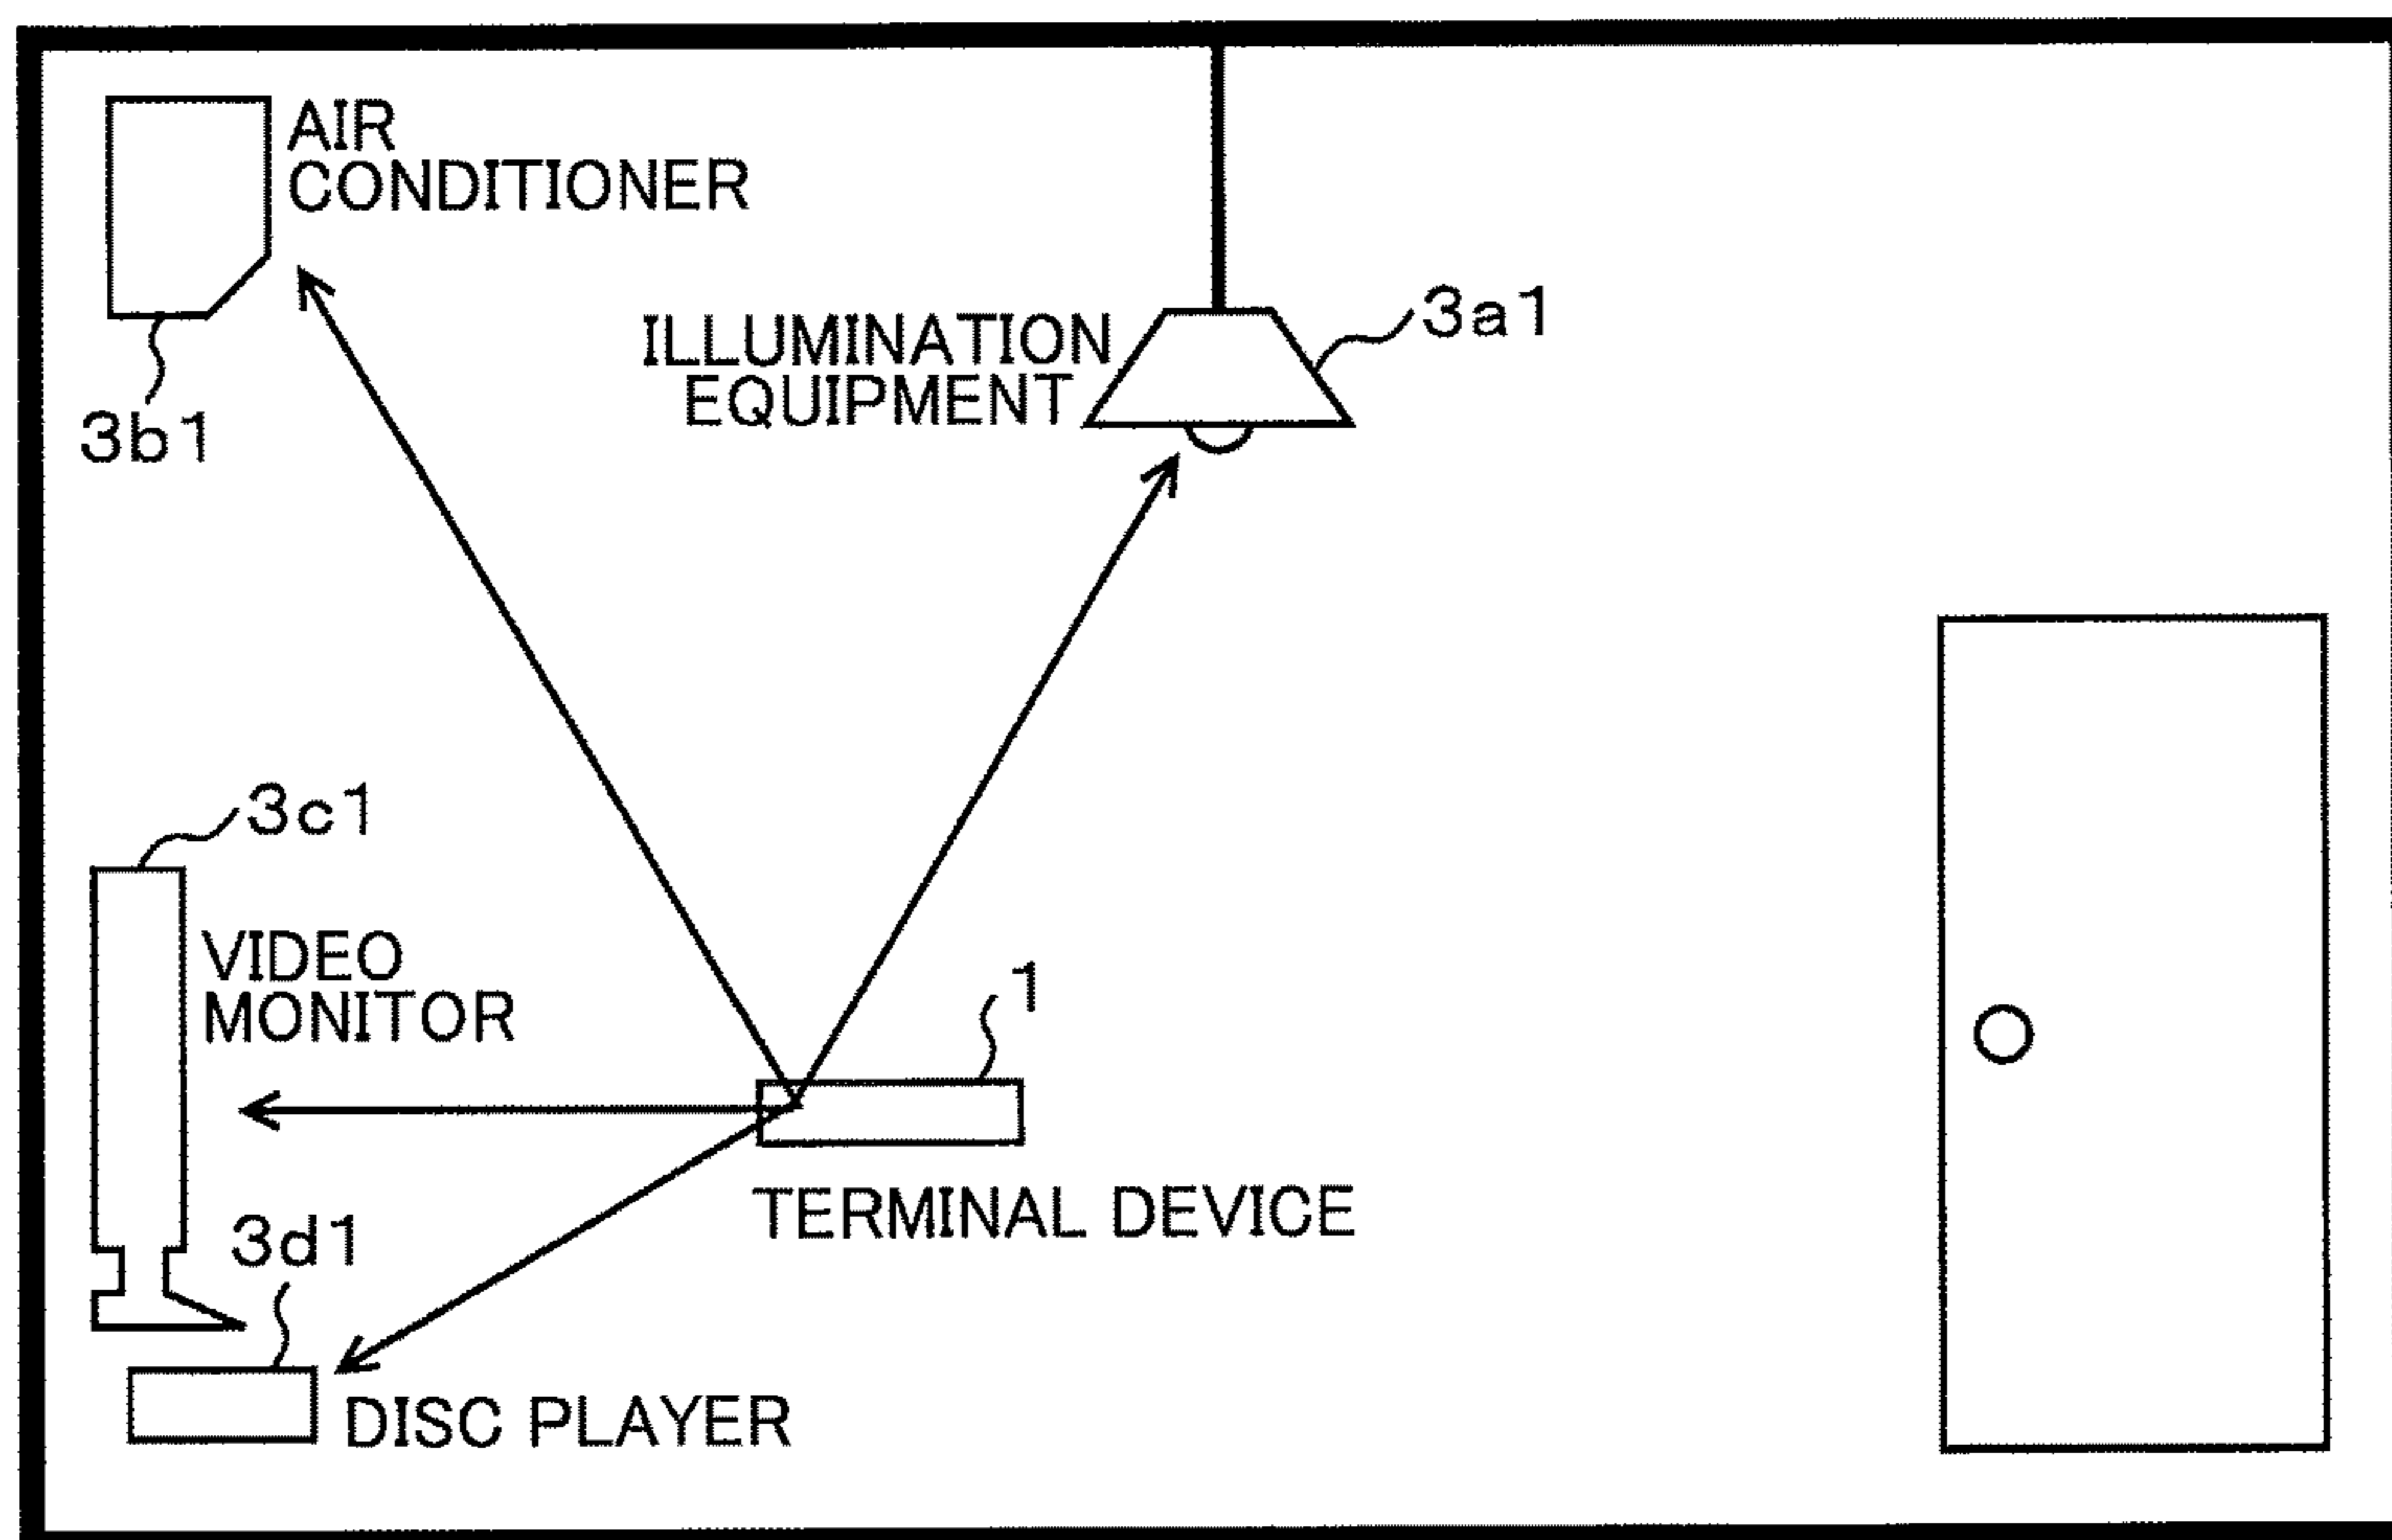 AIR
CONDITIONER
3b1
ILLUMINATION
EQUIPMENT
3a1
3c1
VIDEO
MONITOR
1
TERMINAL DEVICE
3d1
DISC PLAYER